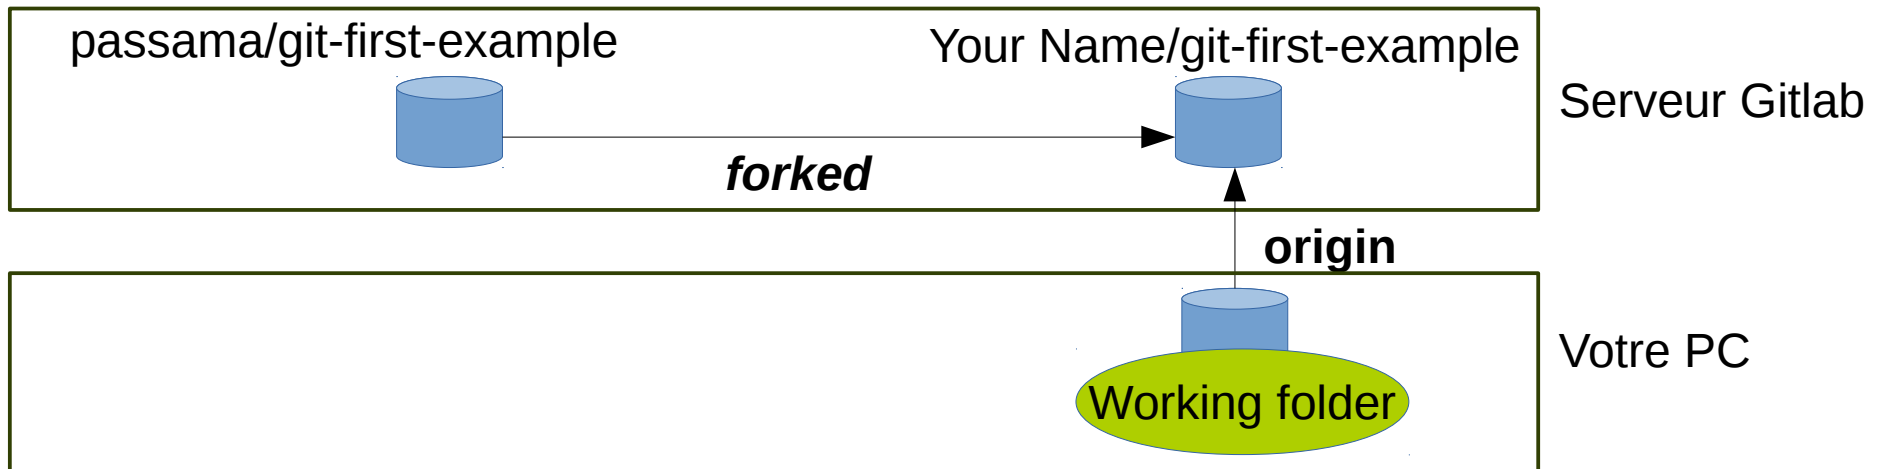 passama/git-first-example
Your Name/git-first-example
Serveur Gitlab
forked
origin
Votre PC
Working folder